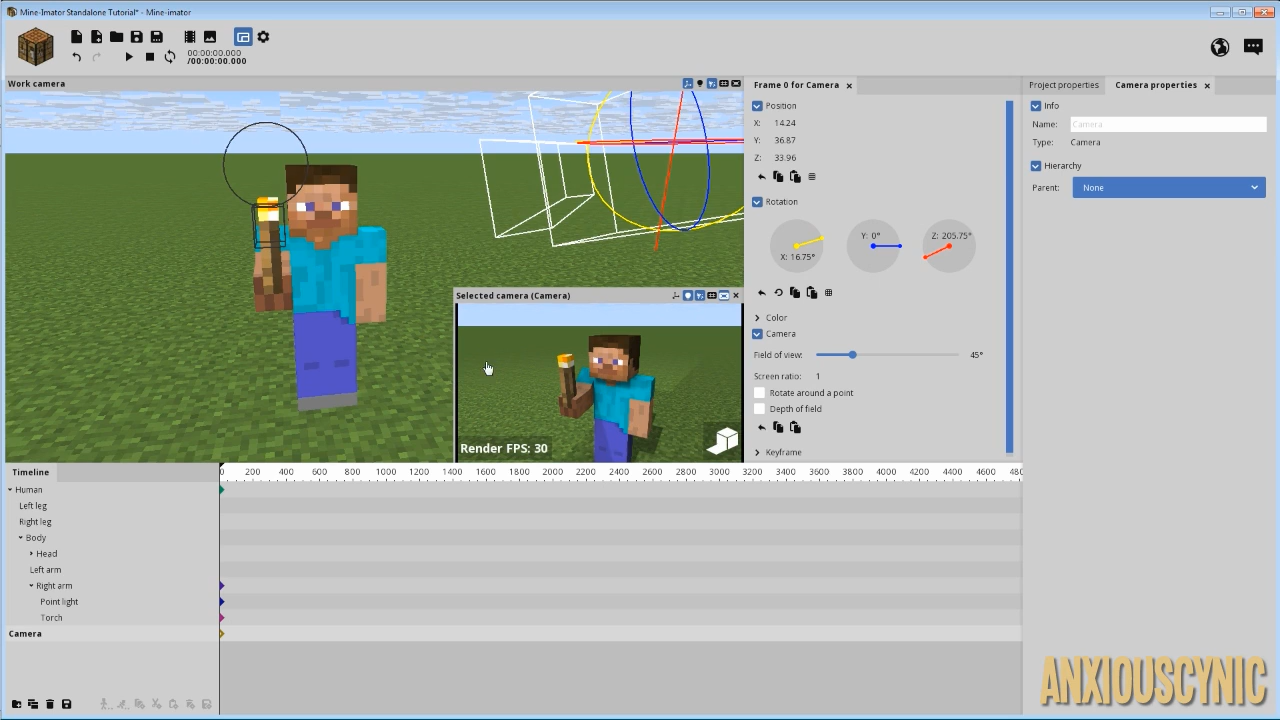 Mine-Imator Standalone Tutorial* - Mine-imator
00:00:00.000
/00:00:00.000
Work camera
Frame 0 for Camera
Position
X: 14.24
Y: 36.87
Z: 33.96
Rotation
X: 16.75°
Y: 0°
Z: 205.75°
Color
Camera
Field of view: 45°
Screen ratio: 1
Rotate around a point
Depth of field
Keyframe
Project properties
Camera properties
Info
Name: Camera
Type: Camera
Hierarchy
Parent: None
Selected camera (Camera)
Render FPS: 30
Timeline
0 200 400 600 800 1000 1200 1400 1600 1800 2000 2200 2400 2600 2800 3000 3200 3400 3600 3800 4000 4200 4400 4600 480
Human
Left leg
Right leg
Body
Head
Left arm
Right arm
Point light
Torch
Camera
ANXIOUSCYNIC